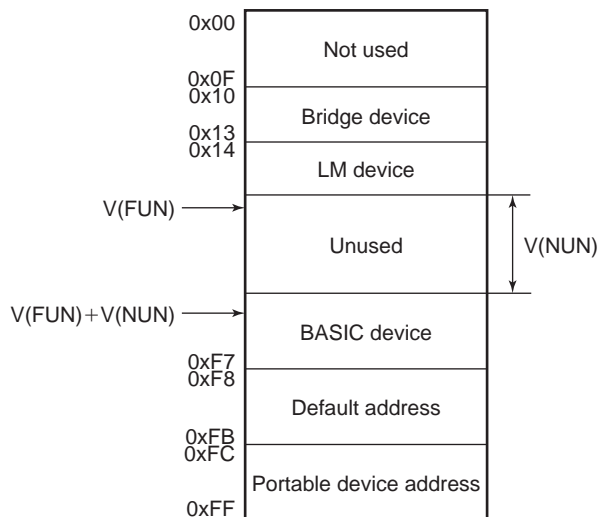 0x00
Not used
0x0F
0x10
Bridge device
0x13
0x14
LM device
V(FUN)
Unused
V(NUN)
V(FUN)+V(NUN)
BASIC device
0xF7
0xF8
Default address
0xFB
0xFC
Portable device address
0xFF